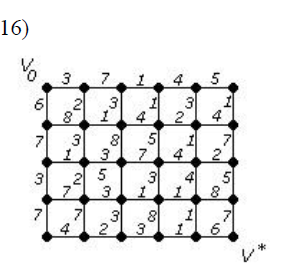 16)
V0 3 7 1 4 5
6 2 3 1 3 1
8 1 4 2 4
7 3 8 5 1 7
1 3 7 4 2
3 2 5 3 4 5
7 3 1 1 8
7 7 3 8 1 7
4 2 3 1 6
V*